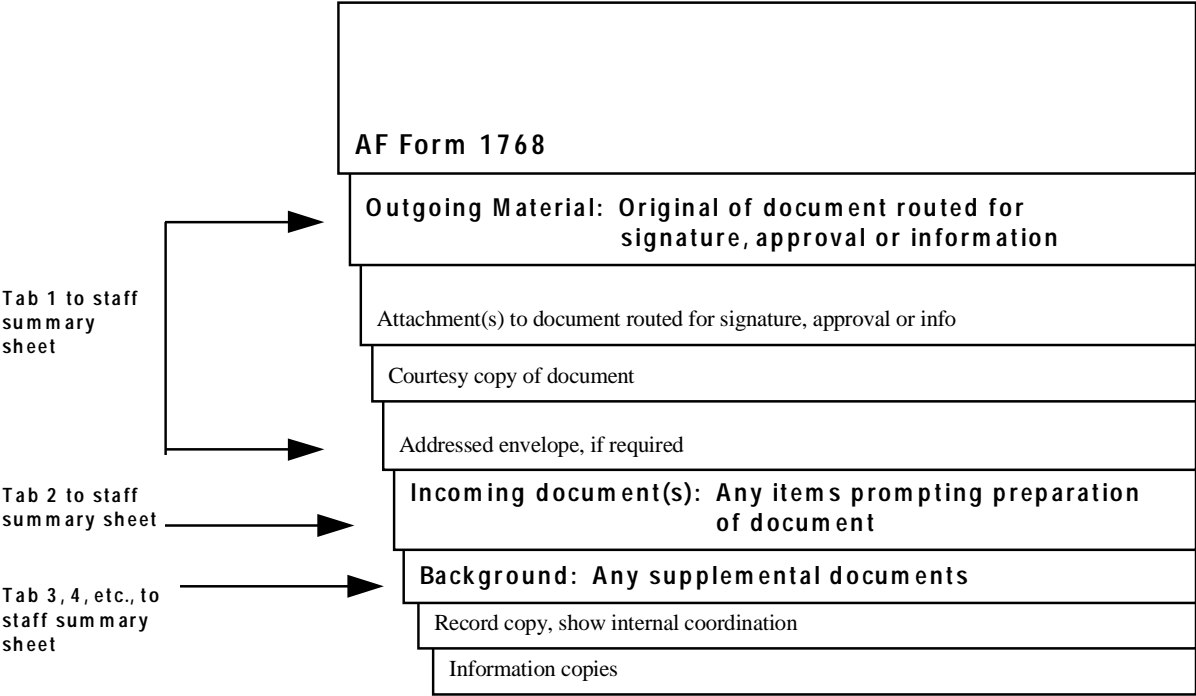 AF Form 1768
Outgoing Material: Original of document routed for
signature, approval or information
Tab 1 to staff
summary
sheet
Attachment(s) to document routed for signature, approval or info
Courtesy copy of document
Addressed envelope, if required
Tab 2 to staff
summary sheet
Incoming document(s): Any items prompting preparation
of document
Background: Any supplemental documents
Tab 3, 4, etc., to
staff summary
sheet
Record copy, show internal coordination
Information copies